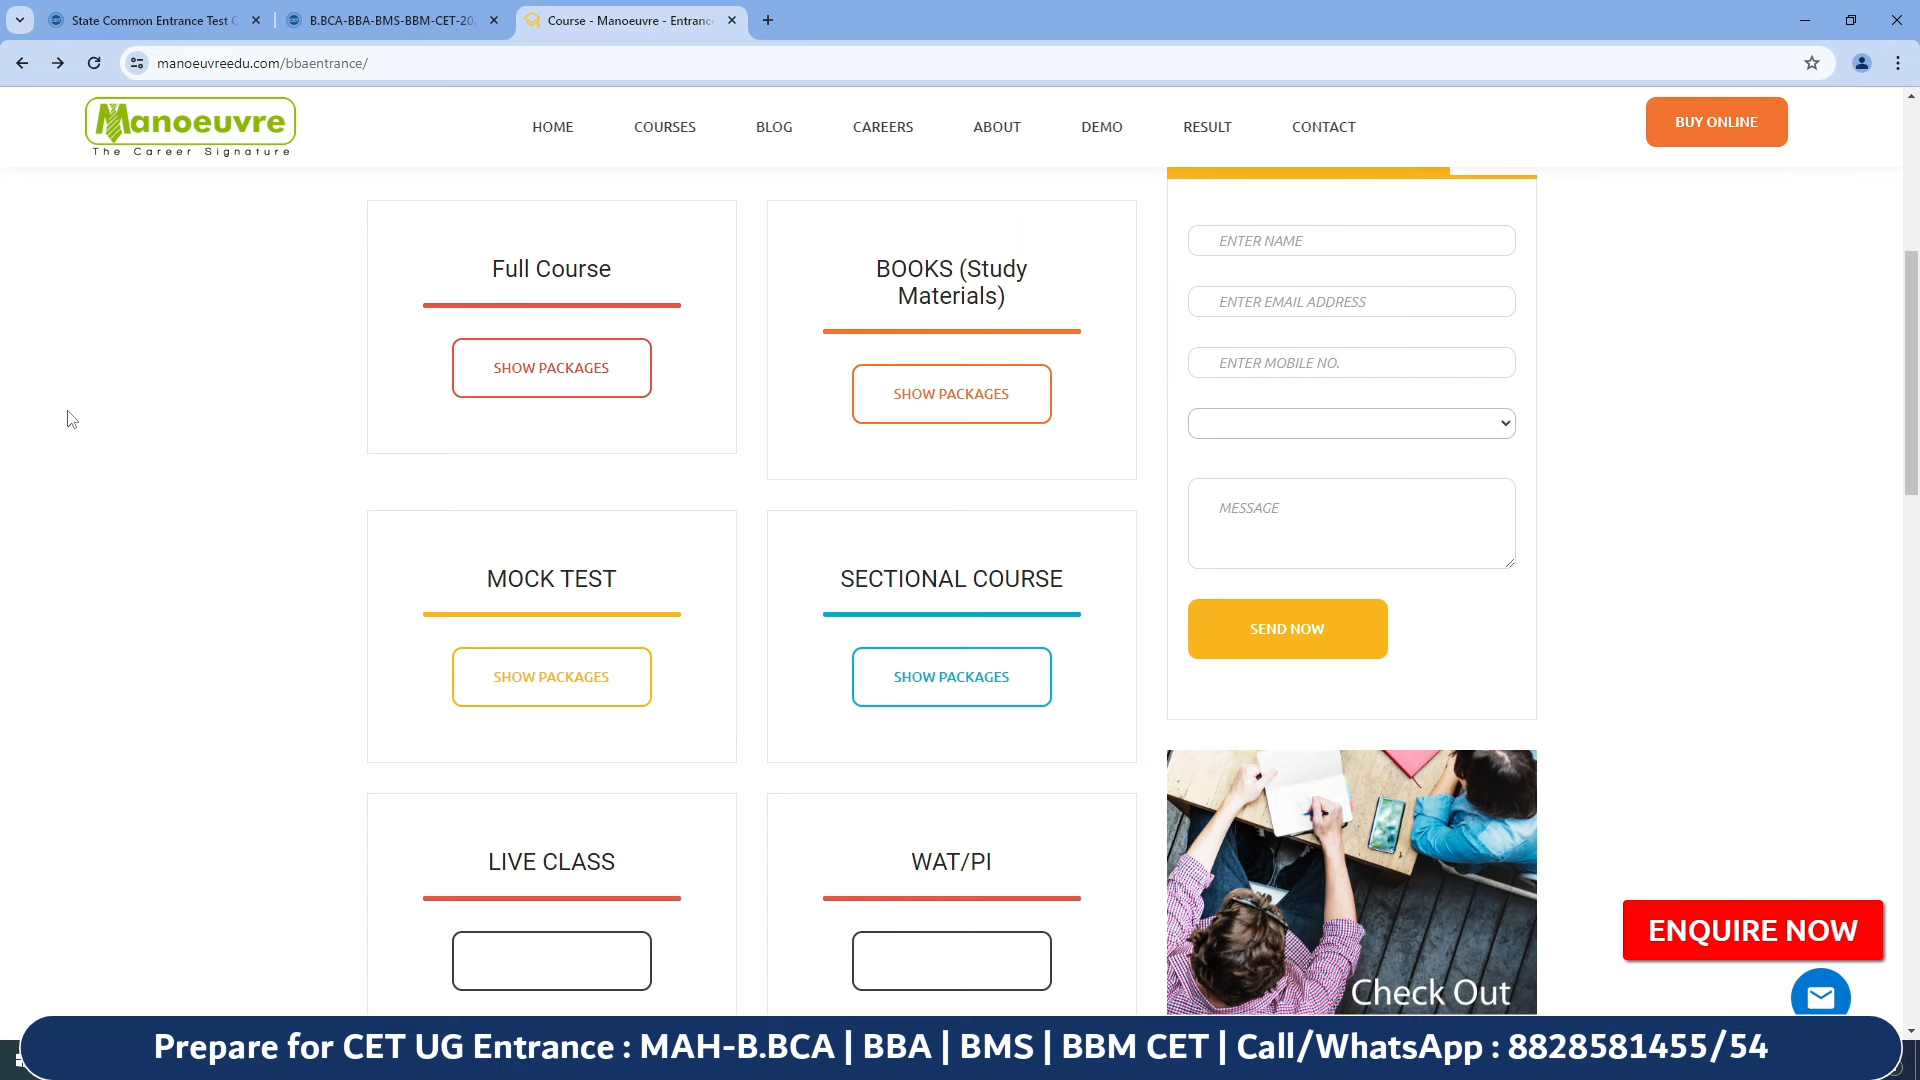 State Common Entrance Test C
B.BCA-BBA-BMS-BBM-CET-202
Course - Manoeuvre - Entranc
manoeuvreedu.com/bbaentrance/
Manoeuvre
The Career Signature
HOME
COURSES
BLOG
CAREERS
ABOUT
DEMO
RESULT
CONTACT
BUY ONLINE
Full Course
SHOW PACKAGES
BOOKS (Study
Materials)
SHOW PACKAGES
ENTER NAME
ENTER EMAIL ADDRESS
ENTER MOBILE NO.
MESSAGE
SEND NOW
MOCK TEST
SHOW PACKAGES
SECTIONAL COURSE
SHOW PACKAGES
LIVE CLASS
WAT/PI
Check Out
ENQUIRE NOW
Prepare for CET UG Entrance : MAH-B.BCA | BBA | BMS | BBM CET | Call/WhatsApp : 8828581455/54